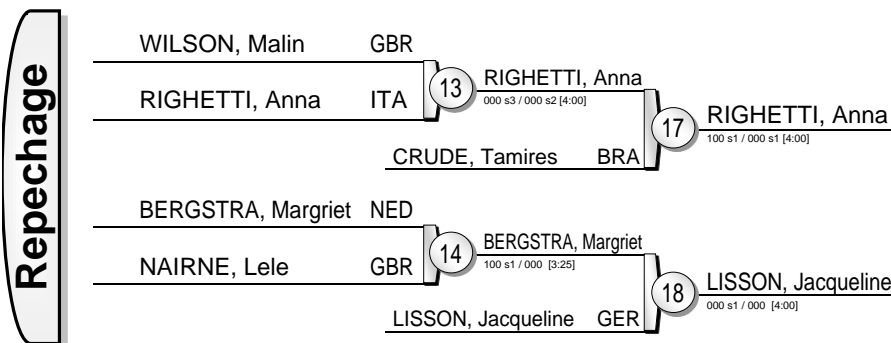 Repechage
WILSON, Malin GBR
RIGHETTI, Anna ITA
13
RIGHETTI, Anna
000 s3 / 000 s2 [4:00]
CRUDE, Tamires BRA
17
RIGHETTI, Anna
100 s1 / 000 s1 [4:00]
BERGSTRA, Margriet NED
NAIRNE, Lele GBR
14
BERGSTRA, Margriet
100 s1 / 000 [3:25]
LISSON, Jacqueline GER
18
LISSON, Jacqueline
000 s1 / 000 [4:00]